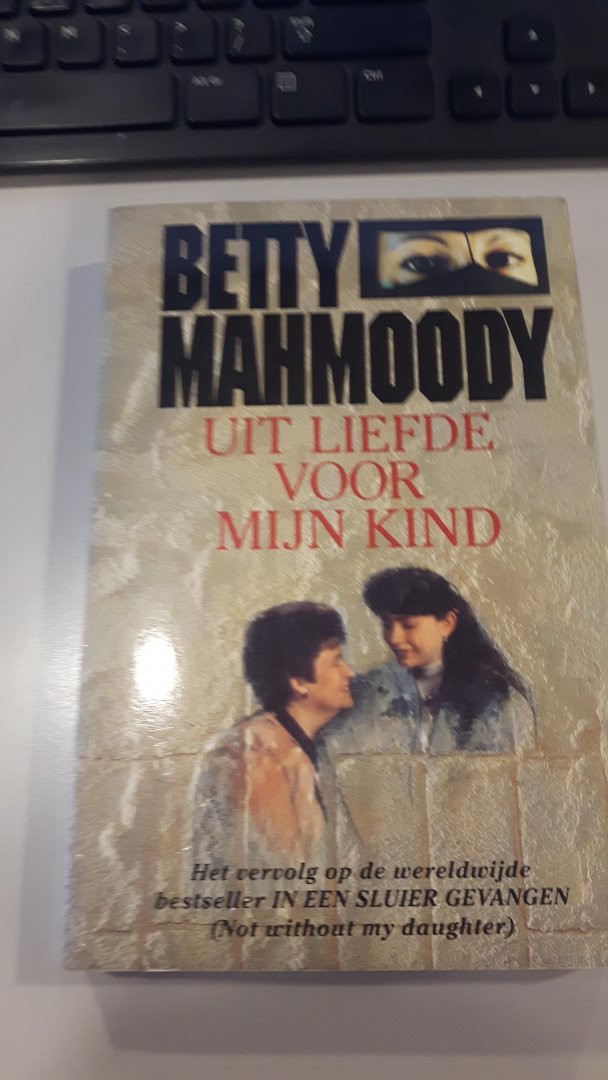 BETTY
MAHMOODY
UIT LIEFDE
VOOR
MIJN KIND
Het vervolg op de wereldwijde
bestseller IN EEN SLUIER GEVANGEN
(Not without my daughter)